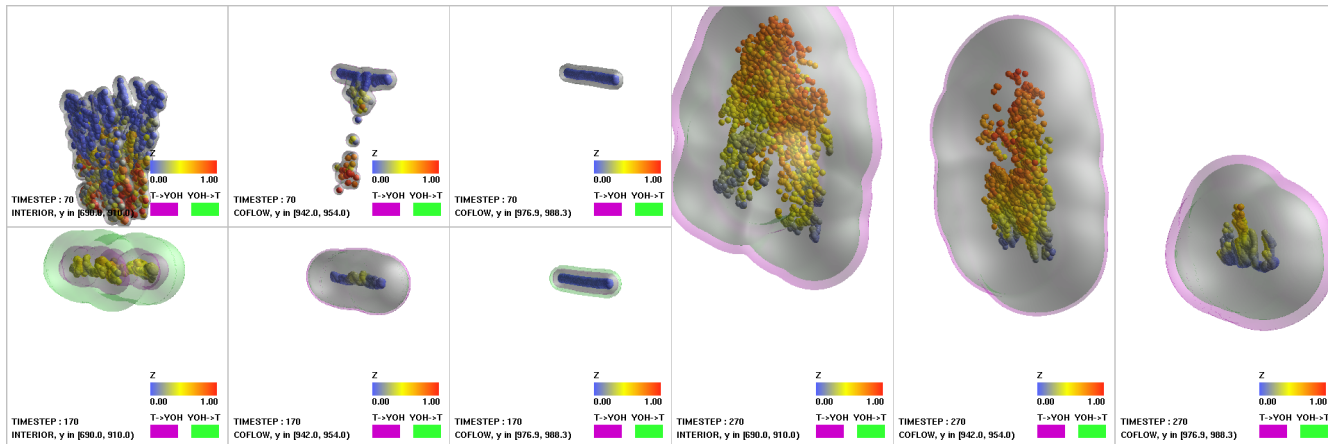 Z
0.00 1.00
TIMESTEP : 70 T->YOH YOH->T
INTERIOR, y in [690.0, 910.0)
Z
0.00 1.00
TIMESTEP : 70 T->YOH YOH->T
COFLOW, y in [942.0, 954.0)
Z
0.00 1.00
TIMESTEP : 70 T->YOH YOH->T
COFLOW, y in [976.9, 988.3)
Z
0.00 1.00
TIMESTEP : 170 T->YOH YOH->T
INTERIOR, y in [690.0, 910.0)
Z
0.00 1.00
TIMESTEP : 170 T->YOH YOH->T
COFLOW, y in [942.0, 954.0)
Z
0.00 1.00
TIMESTEP : 170 T->YOH YOH->T
COFLOW, y in [976.9, 988.3)
Z
0.00 1.00
TIMESTEP : 270 T->YOH YOH->T
INTERIOR, y in [690.0, 910.0)
Z
0.00 1.00
TIMESTEP : 270 T->YOH YOH->T
COFLOW, y in [942.0, 954.0)
Z
0.00 1.00
TIMESTEP : 270 T->YOH YOH->T
COFLOW, y in [976.9, 988.3)